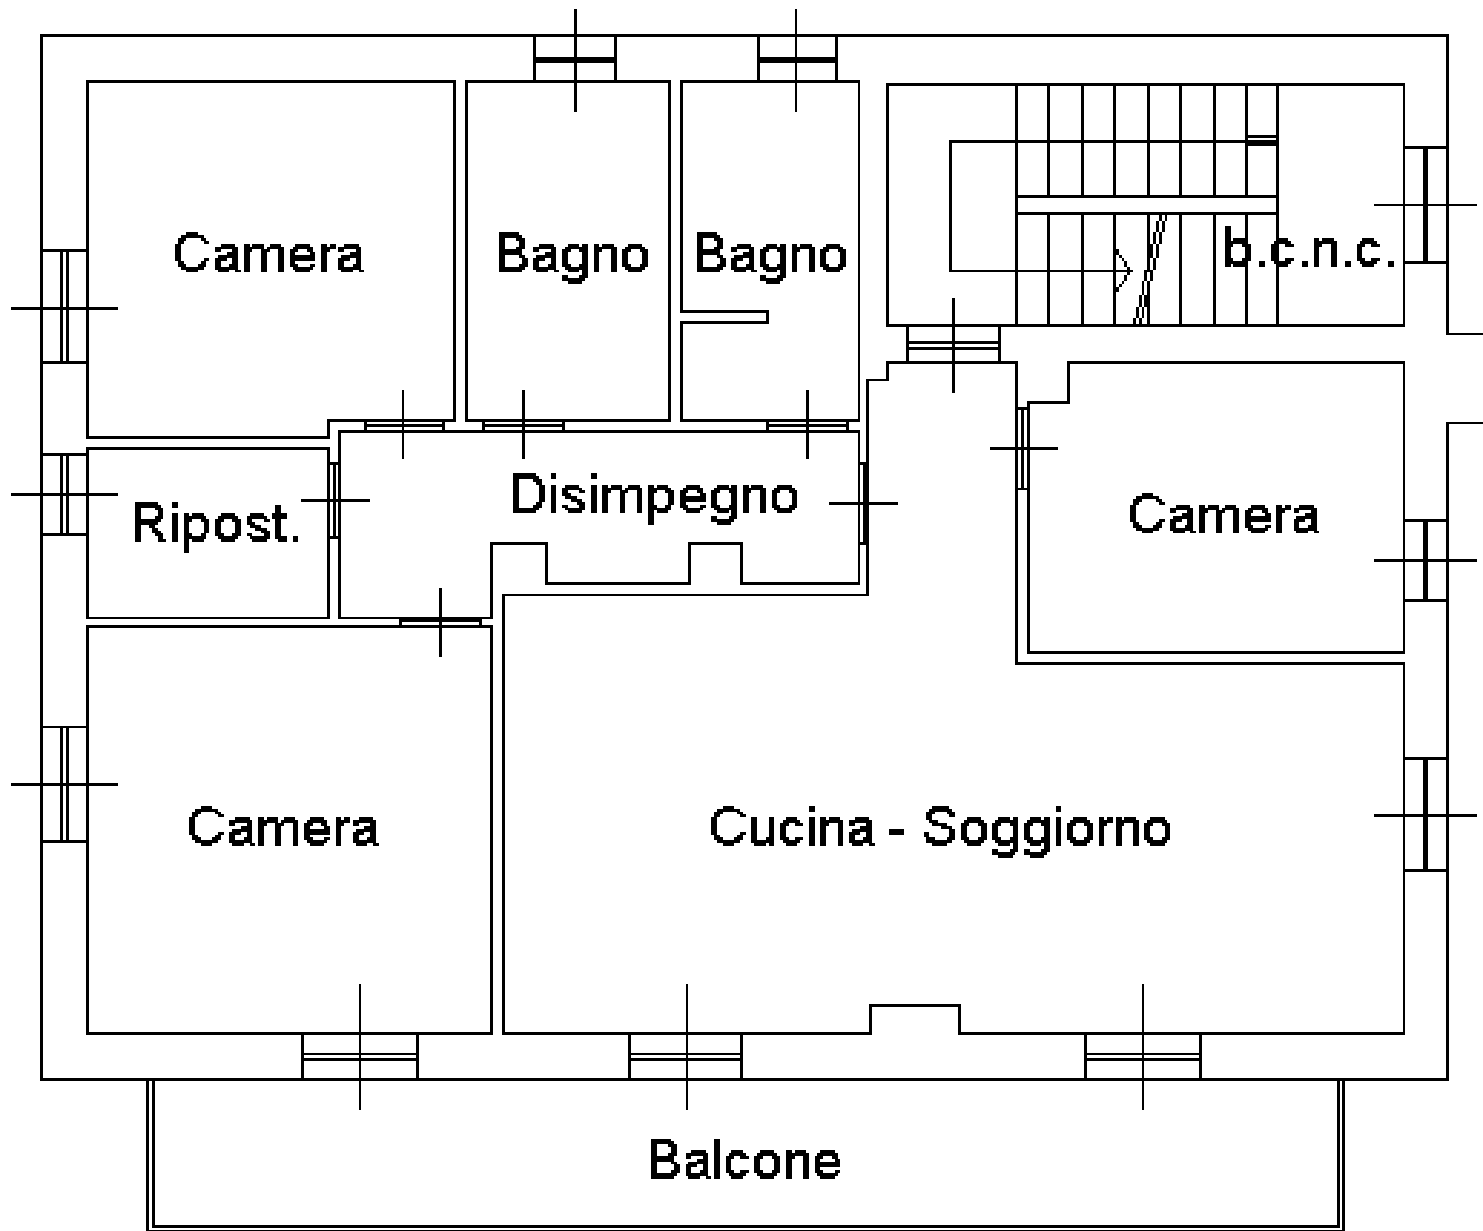 Camera
Bagno
Bagno
b.c.n.c.
Ripost.
Disimpegno
Camera
Camera
Cucina - Soggiorno
Balcone